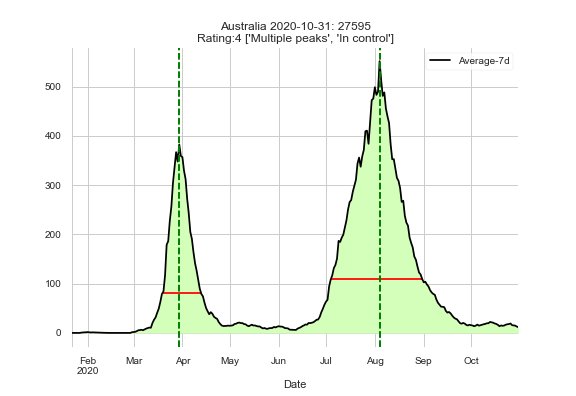 Australia 2020-10-31: 27595
Rating:4 ['Multiple peaks', 'In control']
Average-7d
500
400
300
200
100
0
Feb Mar Apr May Jun Jul Aug Sep Oct
2020
Date